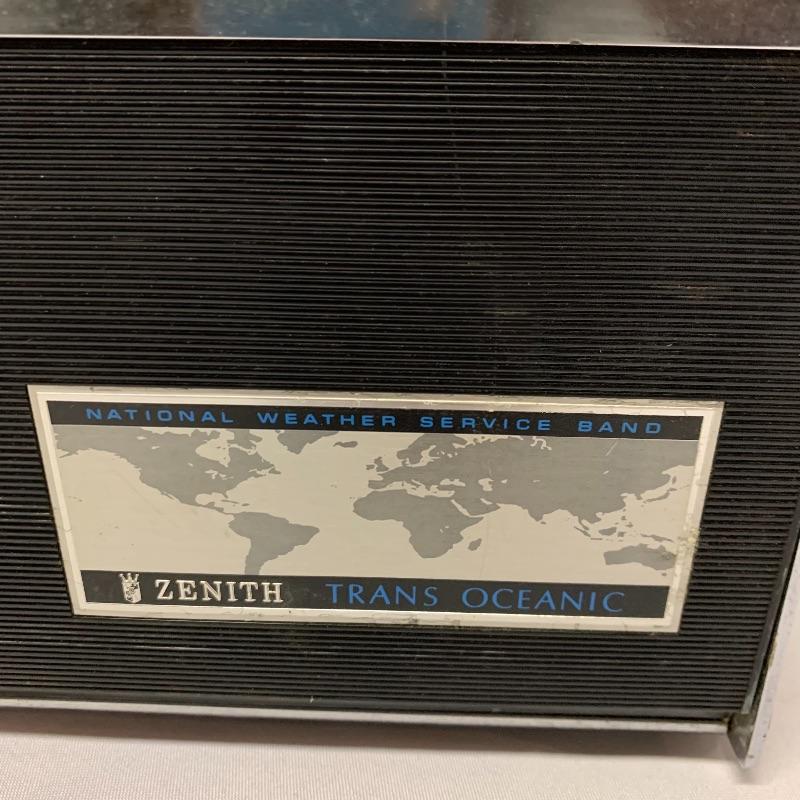 NATIONAL WEATHER SERVICE BAND
ZENITH TRANS OCEANIC